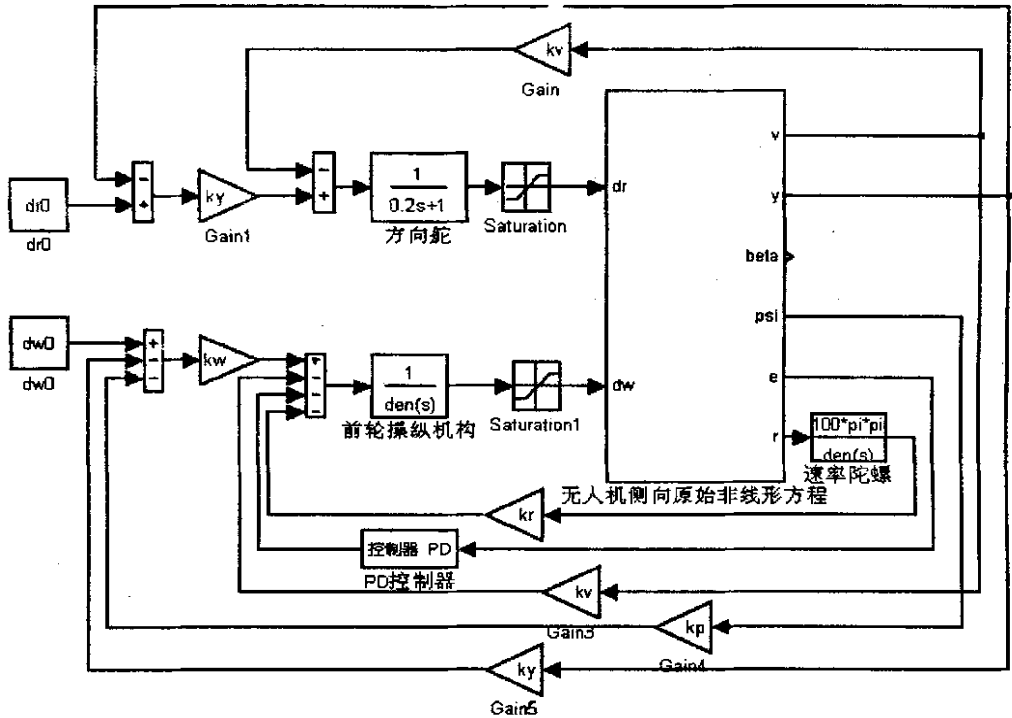 kv
Gain
v
dr0
dr0
ky
Gain1
1
0.2s+1
方向舵
Saturation
dr
y
beta
psi
dw0
dw0
kw
1
den(s)
前轮操纵机构
Saturation1
dw
e
r
100*pi*pi
den(s)
速率陀螺
无人机侧向原始非线形方程
kr
控制器 PD
PD控制器
kv
Gain3
kp
Gain4
ky
Gain5